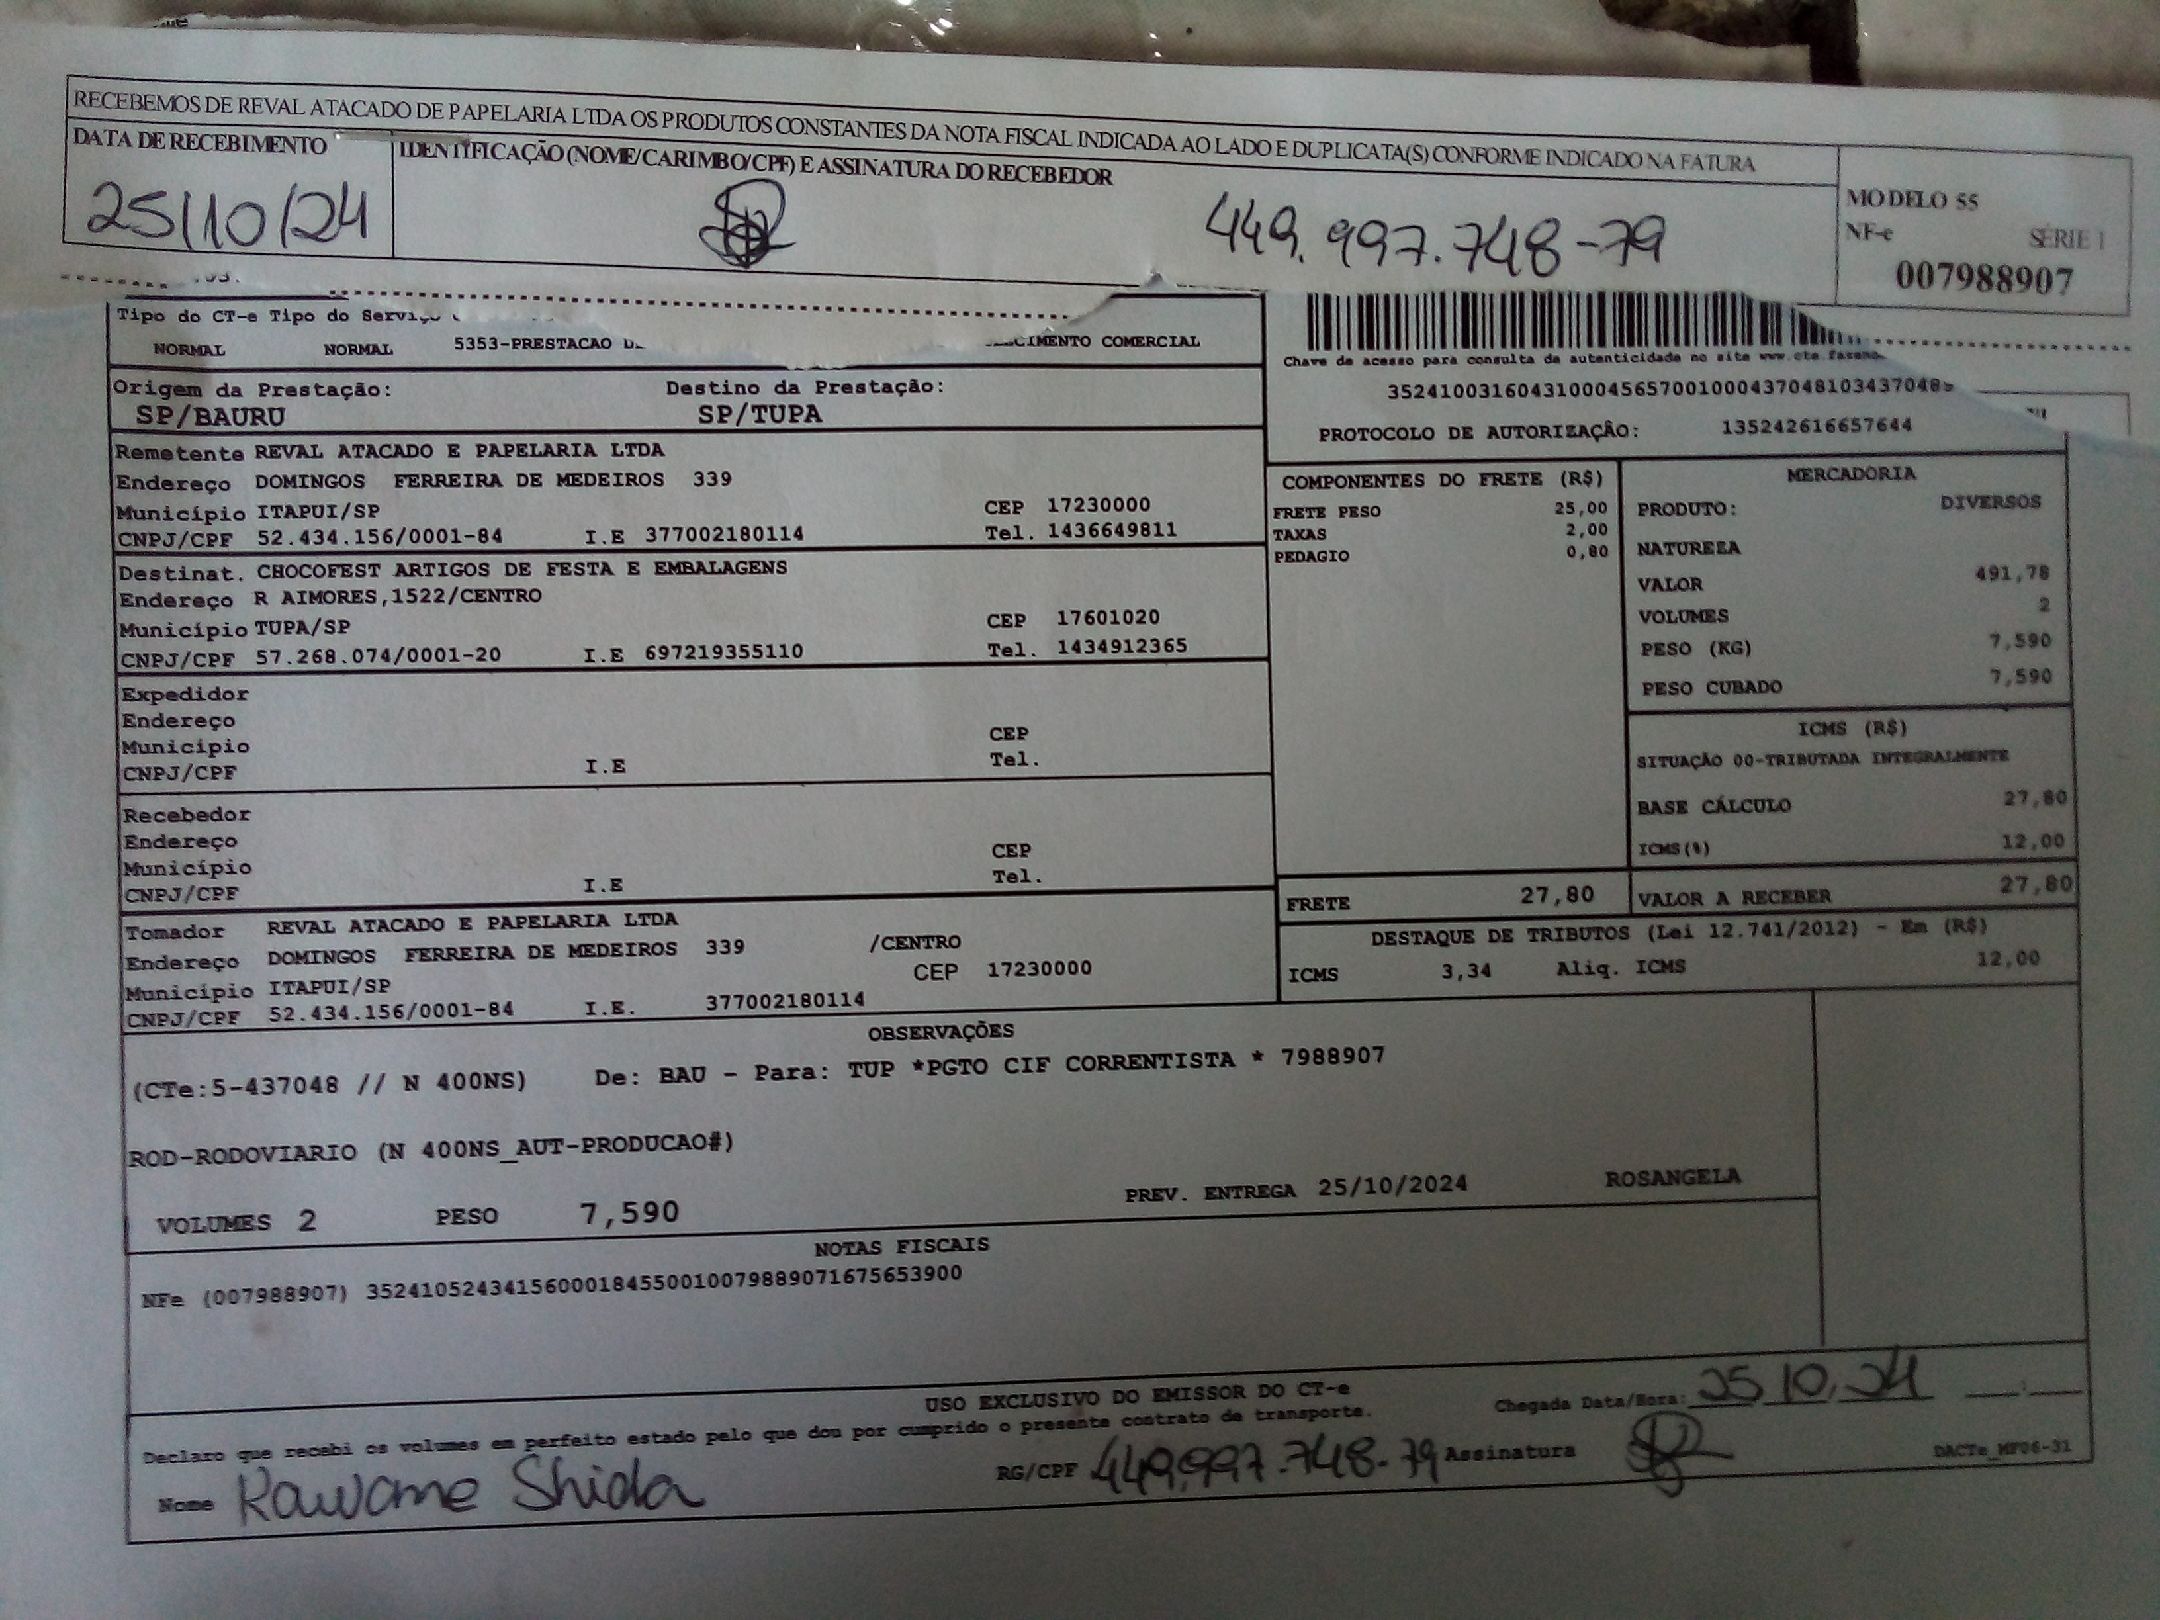 RECEBEMOS DE REVAL ATACADO DE PAPELARIA LTDA OS PRODUTOS CONSTANTES DA NOTA FISCAL INDICADA AO LADO E DUPLICATA(S) CONFORME INDICADO NA FATURA
DATA DE RECEBIMENTO IDENTIFICAÇÃO (NOME/CARIMBO/CPF) E ASSINATURA DO RECEBEDOR
25/10/24 449.997.748-79
MODELO 55
NF-e SÉRIE 1
007988907
Tipo do CT-e Tipo do Serviço
NORMAL NORMAL 5353-PRESTACAO COMERCIAL
Chave de acesso para consulta de autenticidade no site
Origem da Prestação: Destino da Prestação:
SP/BAURU SP/TUPA
PROTOCOLO DE AUTORIZAÇÃO: 135242616657644
Remetente REVAL ATACADO E PAPELARIA LTDA
Endereço DOMINGOS FERREIRA DE MEDEIROS 339
Município ITAPUI/SP CEP 17230000
CNPJ/CPF 52.434.156/0001-84 I.E 377002180114 Tel. 1436649811
Destinat. CHOCOFEST ARTIGOS DE FESTA E EMBALAGENS
Endereço R AIMORES,1522/CENTRO
Município TUPA/SP CEP 17601020
CNPJ/CPF 57.268.074/0001-20 I.E 697219355110 Tel. 1434912365
Expedidor
Endereço
Município CEP
CNPJ/CPF I.E Tel.
Recebedor
Endereço
Município CEP
CNPJ/CPF I.E Tel.
Tomador REVAL ATACADO E PAPELARIA LTDA
Endereço DOMINGOS FERREIRA DE MEDEIROS 339 /CENTRO
Município ITAPUI/SP CEP 17230000
CNPJ/CPF 52.434.156/0001-84 I.E. 377002180114
COMPONENTES DO FRETE (R$)
FRETE PESO 25,00
TAXAS 2,00
PEDAGIO 0,80
MERCADORIA
PRODUTO: DIVERSOS
NATUREZA
VALOR 491,78
VOLUMES 2
PESO (KG) 7,590
PESO CUBADO 7,590
ICMS (R$)
SITUAÇÃO 00-TRIBUTADA INTEGRALMENTE
BASE CÁLCULO 27,80
ICMS(%) 12,00
FRETE 27,80 VALOR A RECEBER 27,80
DESTAQUE DE TRIBUTOS (Lei 12.741/2012) - Em (R$)
ICMS 3,34 Aliq. ICMS 12,00
OBSERVAÇÕES
(CTe:5-437048 // N 400NS) De: BAU - Para: TUP *PGTO CIF CORRENTISTA * 7988907
ROD-RODOVIARIO (N 400NS_AUT-PRODUCAO#)
VOLUMES 2 PESO 7,590 PREV. ENTREGA 25/10/2024 ROSANGELA
NOTAS FISCAIS
NFe (007988907) 35241052434156000184550010079889071675653900
USO EXCLUSIVO DO EMISSOR DO CT-e
Declaro que recebi os volumes em perfeito estado pelo que dou por cumprido o presente contrato de transporte.
Chegada Data/Hora: 25 10 24
Nome Kawane Shida RG/CPF 449.997.748-79 Assinatura
DACTe_MF06-31